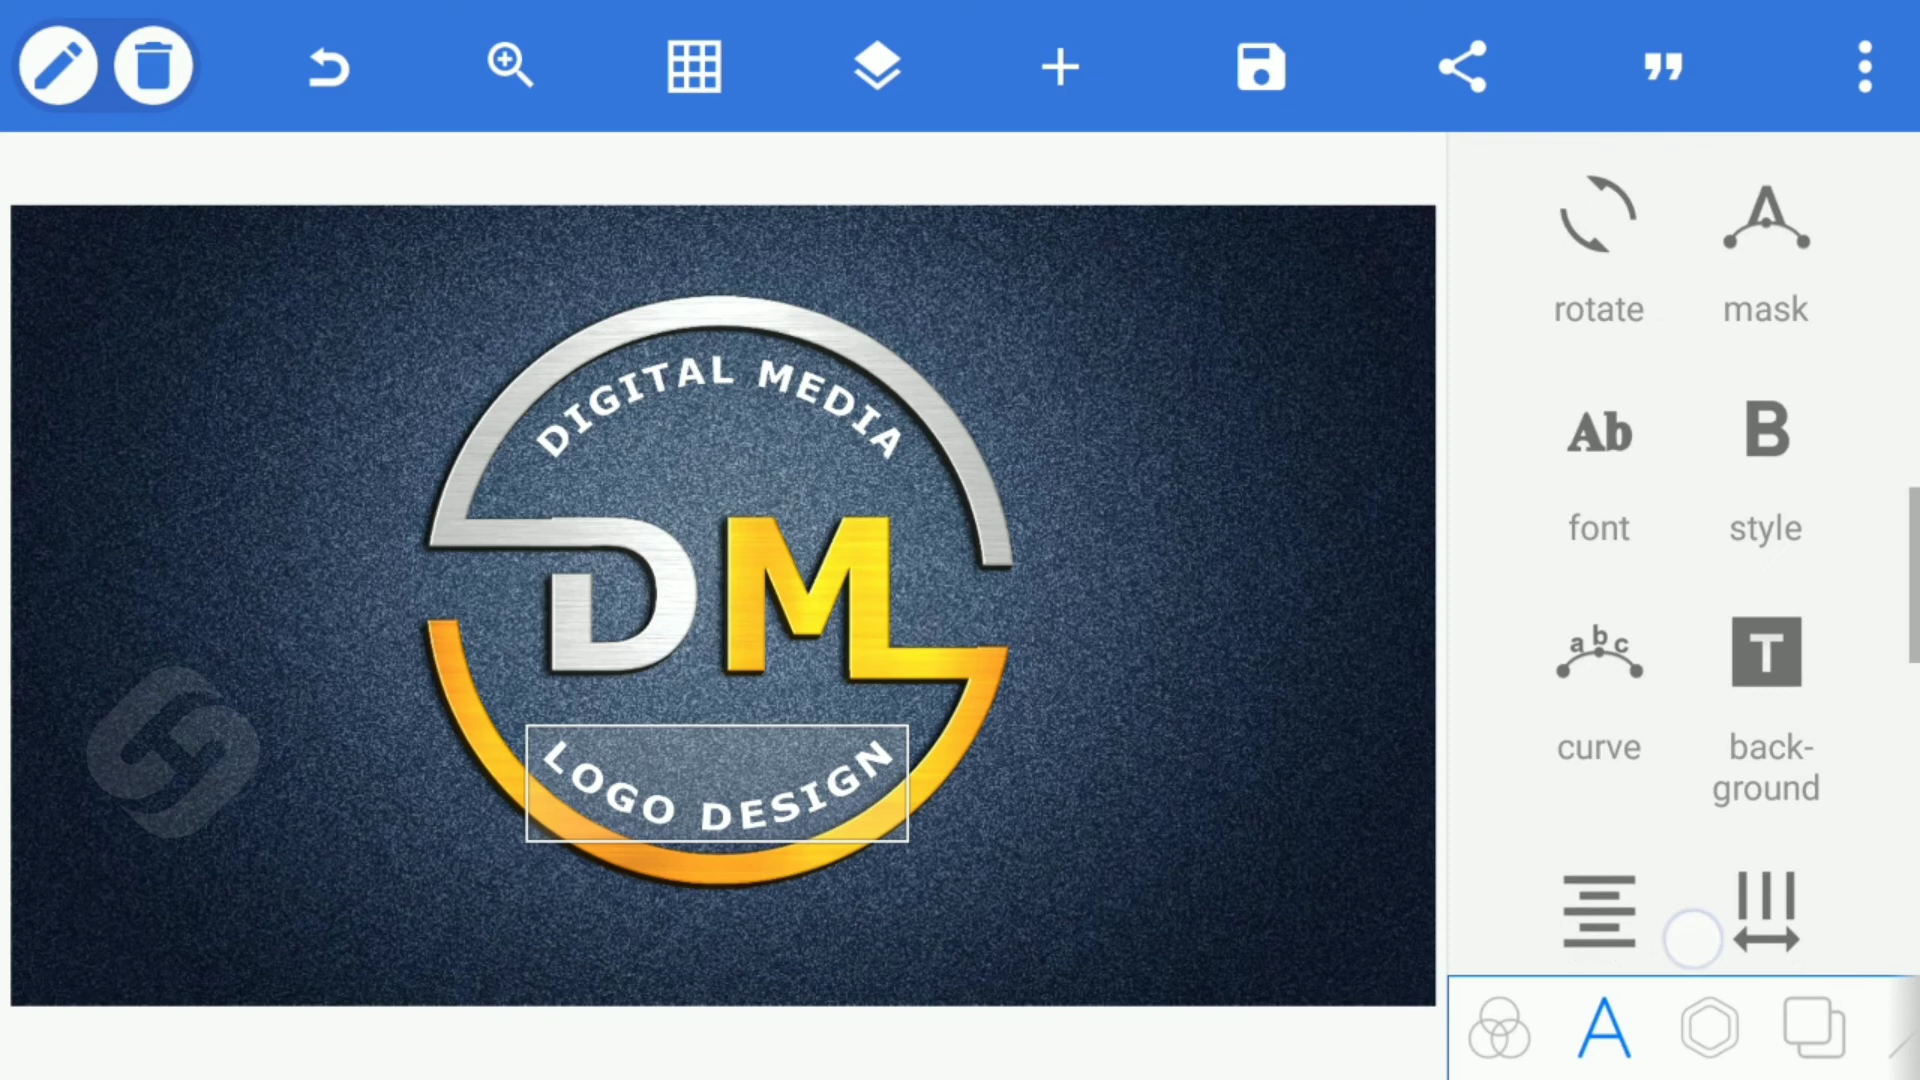 rotate
mask
DIGITAL MEDIA
Ab
B
font
style
DM
abc
T
curve
back-
ground
LOGO DESIGN
A